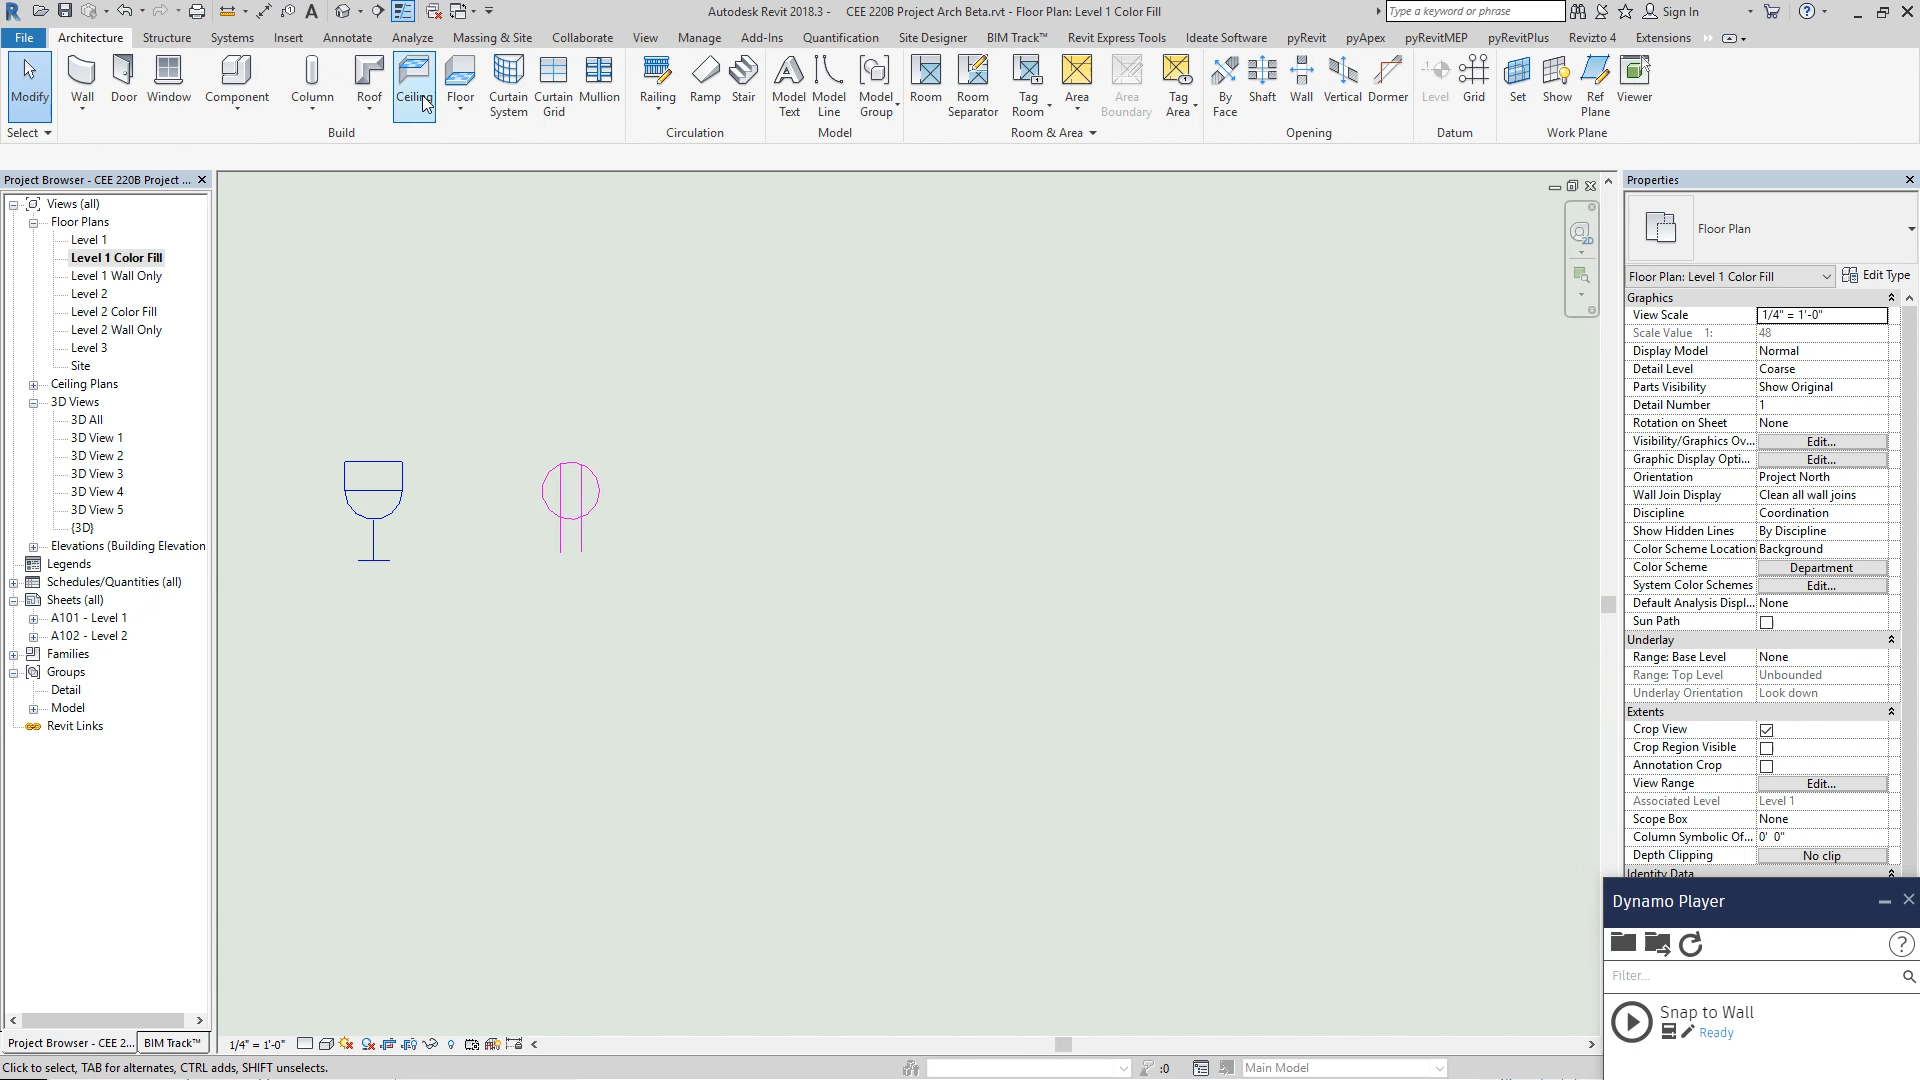 Autodesk Revit 2018.3 - CEE 220B Project Arch Beta.rvt - Floor Plan: Level 1 Color Fill
Type a keyword or phrase
Sign In
File Architecture Structure Systems Insert Annotate Analyze Massing & Site Collaborate View Manage Add-Ins Quantification Site Designer BIM Track™ Revit Express Tools Ideate Software pyRevit pyApex pyRevitMEP pyRevitPlus Revizto 4 Extensions
Modify Wall Door Window Component Column Roof Ceiling Floor Curtain System Curtain Grid Mullion Railing Ramp Stair Model Text Model Line Model Group Room Room Separator Tag Room Area Area Boundary Tag Area By Face Shaft Wall Vertical Dormer Level Grid Set Show Ref Plane Viewer
Select Build Circulation Model Room & Area Opening Datum Work Plane
Project Browser - CEE 220B Project ...
Views (all)
Floor Plans
Level 1
Level 1 Color Fill
Level 1 Wall Only
Level 2
Level 2 Color Fill
Level 2 Wall Only
Level 3
Site
Ceiling Plans
3D Views
3D All
3D View 1
3D View 2
3D View 3
3D View 4
3D View 5
{3D}
Elevations (Building Elevation
Legends
Schedules/Quantities (all)
Sheets (all)
A101 - Level 1
A102 - Level 2
Families
Groups
Detail
Model
Revit Links
Project Browser - CEE 2... BIM Track™
2D
Properties
Floor Plan
Floor Plan: Level 1 Color Fill Edit Type
Graphics
View Scale 1/4" = 1'-0"
Scale Value 1: 48
Display Model Normal
Detail Level Coarse
Parts Visibility Show Original
Detail Number 1
Rotation on Sheet None
Visibility/Graphics Ov... Edit...
Graphic Display Opti... Edit...
Orientation Project North
Wall Join Display Clean all wall joins
Discipline Coordination
Show Hidden Lines By Discipline
Color Scheme Location Background
Color Scheme Department
System Color Schemes Edit...
Default Analysis Displ... None
Sun Path
Underlay
Range: Base Level None
Range: Top Level Unbounded
Underlay Orientation Look down
Extents
Crop View
Crop Region Visible
Annotation Crop
View Range Edit...
Associated Level Level 1
Scope Box None
Column Symbolic Of... 0' 0"
Depth Clipping No clip
Identity Data
Dynamo Player
Filter...
Snap to Wall
Ready
1/4" = 1'-0"
Click to select, TAB for alternates, CTRL adds, SHIFT unselects.
:0
Main Model